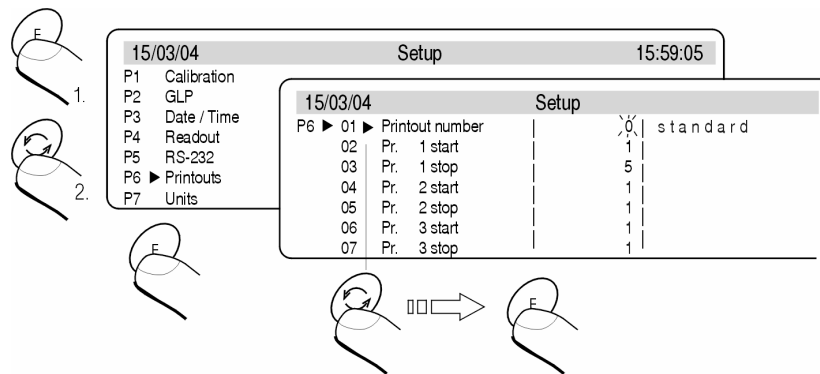 F
1.
2.
15/03/04 Setup 15:59:05
P1 Calibration
P2 GLP
P3 Date / Time
P4 Readout
P5 RS-232
P6 ▶ Printouts
P7 Units
F
15/03/04 Setup
P6 ▶ 01 ▶ Printout number | 0 | standard
02 Pr. 1 start | 1 |
03 Pr. 1 stop | 5 |
04 Pr. 2 start | 1 |
05 Pr. 2 stop | 1 |
06 Pr. 3 start | 1 |
07 Pr. 3 stop | 1 |
F